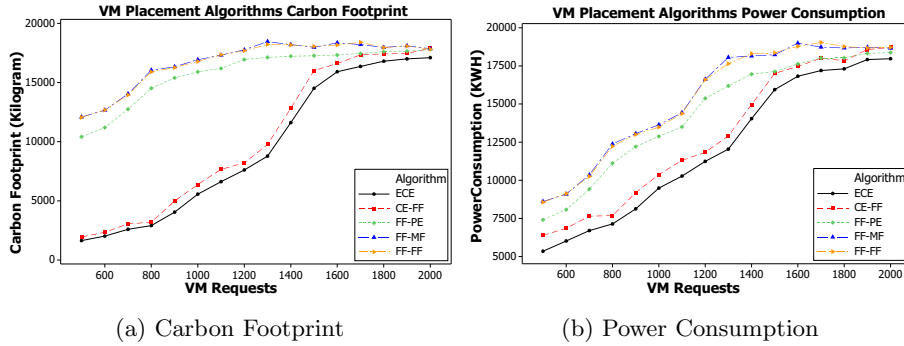 VM Placement Algorithms Carbon Footprint
Carbon Footprint (Kilogram)
20000
15000
10000
5000
0
Algorithm
ECE
CE-FF
FF-PE
FF-MF
FF-FF
600 800 1000 1200 1400 1600 1800 2000
VM Requests
(a) Carbon Footprint
VM Placement Algorithms Power Consumption
PowerConsumption (KWH)
20000
17500
15000
12500
10000
7500
5000
Algorithm
ECE
CE-FF
FF-PE
FF-MF
FF-FF
600 800 1000 1200 1400 1600 1800 2000
VM Requests
(b) Power Consumption